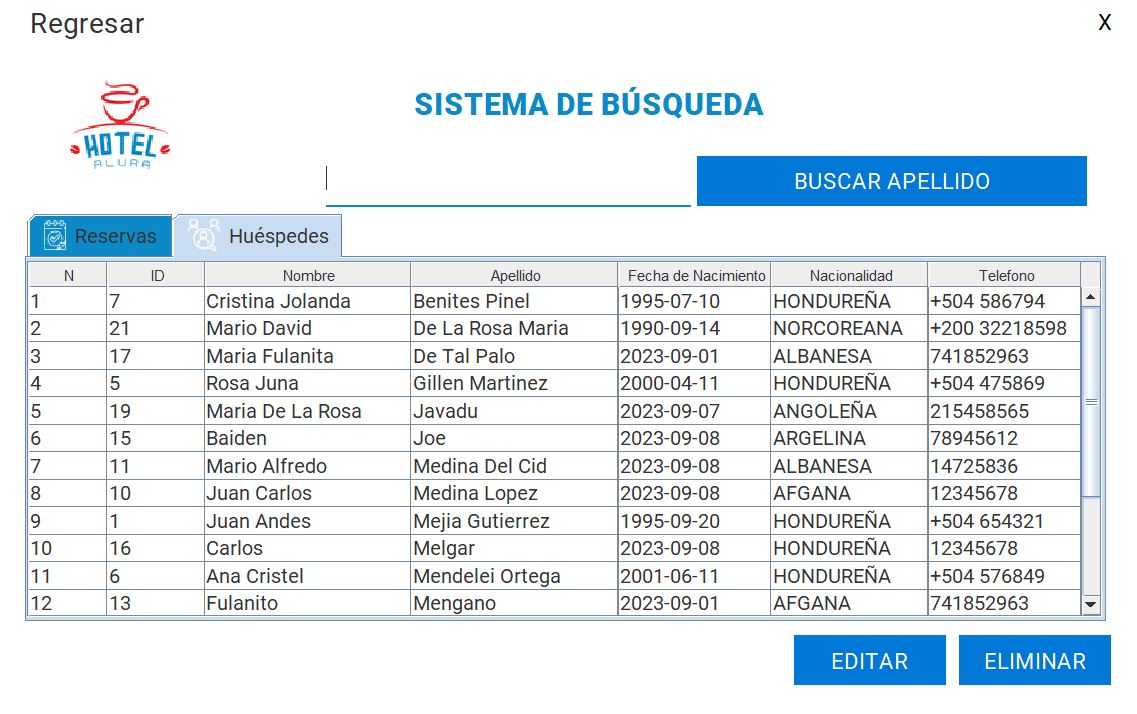 Regresar X
HOTEL
ALURA
SISTEMA DE BÚSQUEDA
BUSCAR APELLIDO
Reservas Huéspedes
N ID Nombre Apellido Fecha de Nacimiento Nacionalidad Telefono
1 7 Cristina Jolanda Benites Pinel 1995-07-10 HONDUREÑA +504 586794
2 21 Mario David De La Rosa Maria 1990-09-14 NORCOREANA +200 32218598
3 17 Maria Fulanita De Tal Palo 2023-09-01 ALBANESA 741852963
4 5 Rosa Juna Gillen Martinez 2000-04-11 HONDUREÑA +504 475869
5 19 Maria De La Rosa Javadu 2023-09-07 ANGOLEÑA 215458565
6 15 Baiden Joe 2023-09-08 ARGELINA 78945612
7 11 Mario Alfredo Medina Del Cid 2023-09-08 ALBANESA 14725836
8 10 Juan Carlos Medina Lopez 2023-09-08 AFGANA 12345678
9 1 Juan Andes Mejia Gutierrez 1995-09-20 HONDUREÑA +504 654321
10 16 Carlos Melgar 2023-09-08 HONDUREÑA 12345678
11 6 Ana Cristel Mendelei Ortega 2001-06-11 HONDUREÑA +504 576849
12 13 Fulanito Mengano 2023-09-01 AFGANA 741852963
EDITAR ELIMINAR